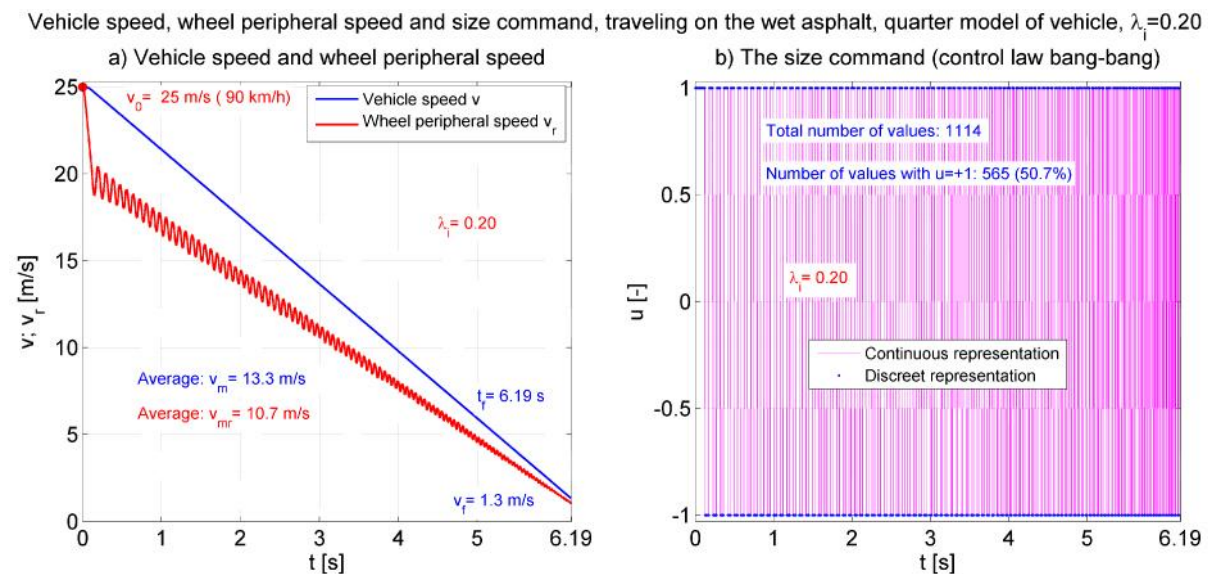 Vehicle speed, wheel peripheral speed and size command, traveling on the wet asphalt, quarter model of vehicle, λi=0.20
a) Vehicle speed and wheel peripheral speed
v0= 25 m/s ( 90 km/h)
Vehicle speed v
Wheel peripheral speed vr
λi= 0.20
Average: vm= 13.3 m/s
Average: vmr= 10.7 m/s
tf= 6.19 s
vf= 1.3 m/s
25
20
15
10
5
0
v; vr [m/s]
0 1 2 3 4 5 6.19
t [s]
b) The size command (control law bang-bang)
Total number of values: 1114
Number of values with u=+1: 565 (50.7%)
λi= 0.20
Continuous representation
Discreet representation
1
0.5
0
-0.5
-1
u [-]
0 1 2 3 4 5 6.19
t [s]